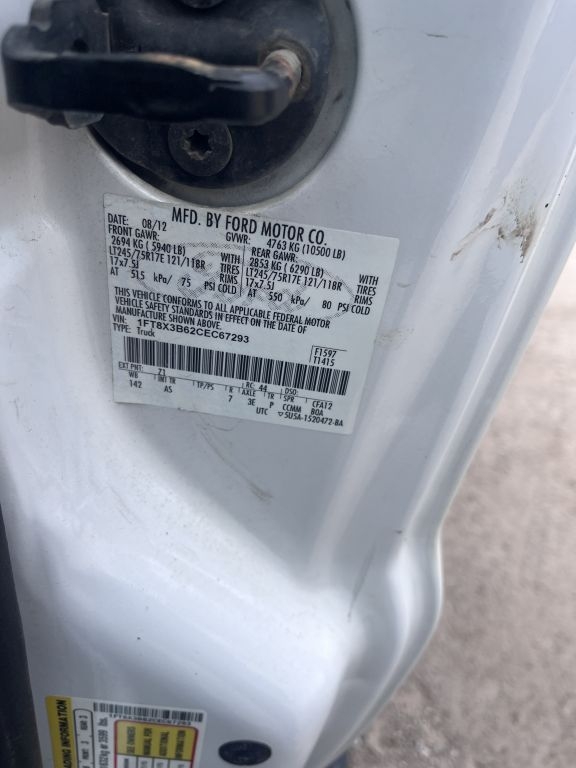 MFD. BY FORD MOTOR CO.
DATE: 08/12 GVWR: 4763 KG (10500 LB)
FRONT GAWR: REAR GAWR:
2694 KG ( 5940 LB) WITH 2853 KG ( 6290 LB) WITH
LT245/75R17E 121/118R TIRES LT245/75R17E 121/118R TIRES
17x7.5J RIMS 17x7.5J RIMS
AT 515 kPa/ 75 PSI COLD AT 550 kPa/ 80 PSI COLD
THIS VEHICLE CONFORMS TO ALL APPLICABLE FEDERAL MOTOR
VEHICLE SAFETY STANDARDS IN EFFECT ON THE DATE OF
MANUFACTURE SHOWN ABOVE.
VIN: 1FT8X3B62CEC67293
TYPE: Truck
F1597
T1415
EXT PNT: Z1 RC: 44 DSO:
WB INT TR TP/PS R AXLE TR SPR CFA12
142 AS 7 3E P CCMM BOA
UTC 5U5A-1520472-BA
1FT8X3B62CEC67293